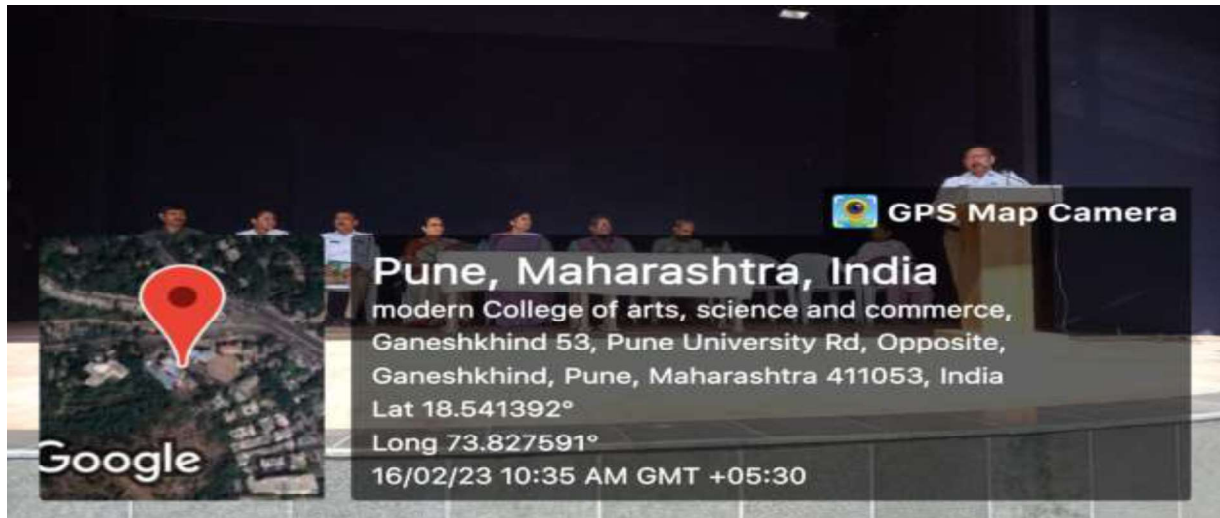 GPS Map Camera
Pune, Maharashtra, India
modern College of arts, science and commerce,
Ganeshkhind 53, Pune University Rd, Opposite,
Ganeshkhind, Pune, Maharashtra 411053, India
Lat 18.541392°
Long 73.827591°
16/02/23 10:35 AM GMT +05:30
Google